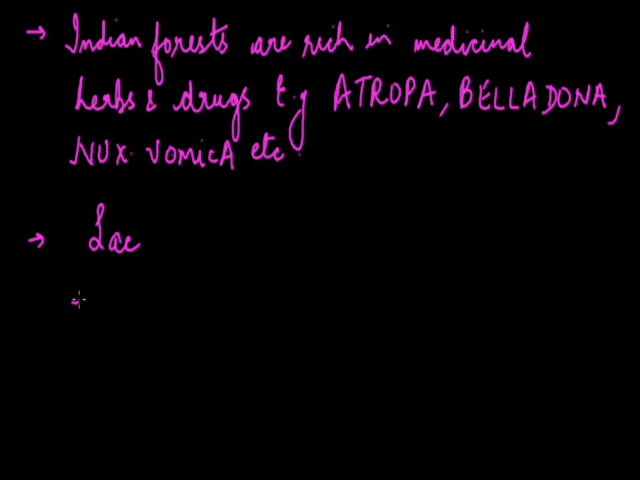 → Indian forests are rich in medicinal
herbs & drugs E.g ATROPA, BELLADONA,
NUX. VOMICA etc.
→ Lac